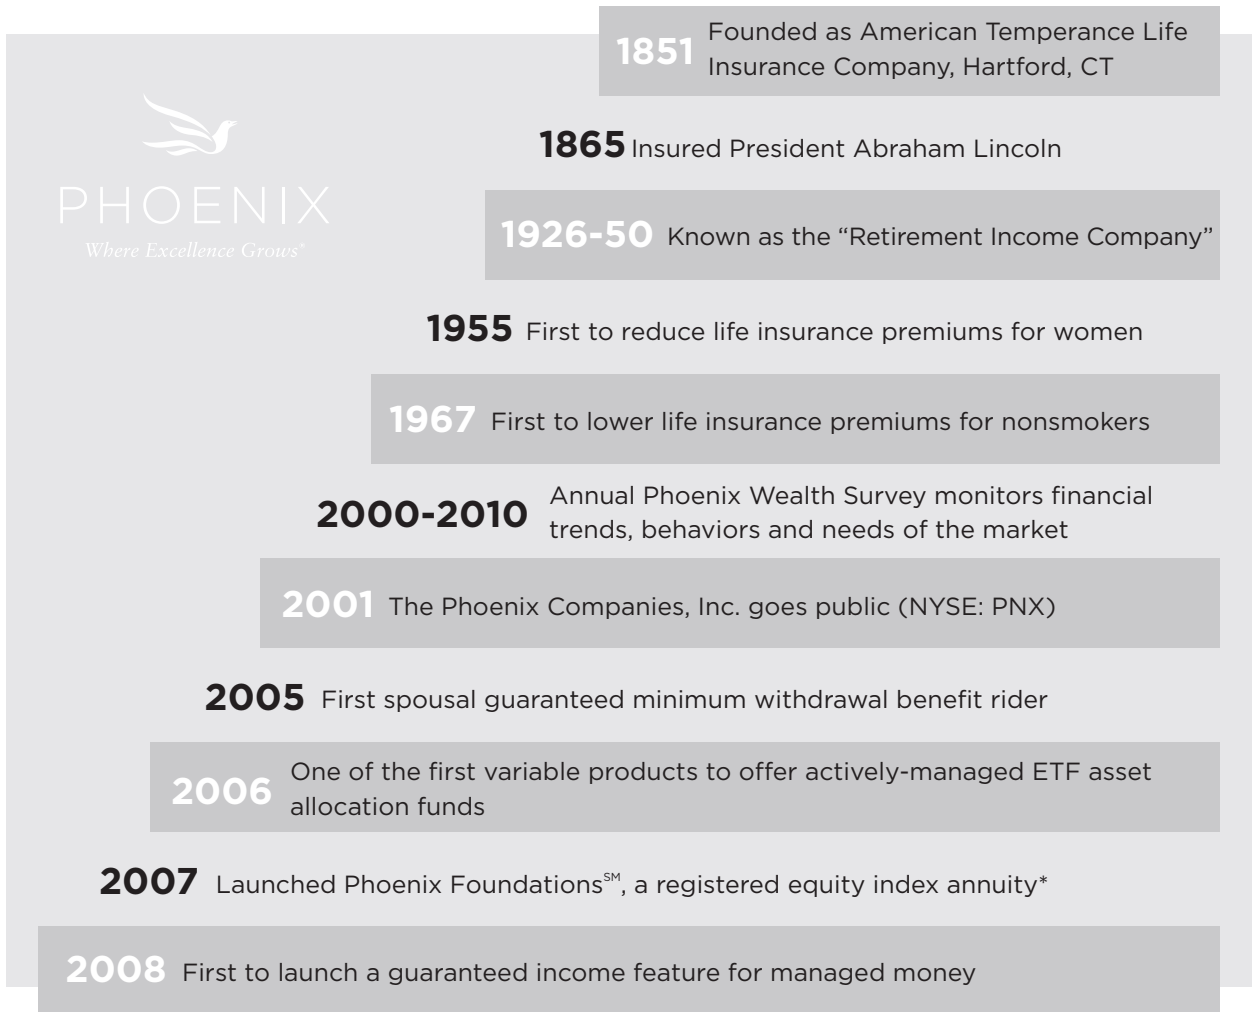 1851 Founded as American Temperance Life
Insurance Company, Hartford, CT
PHOENIX
Where Excellence Grows®
1865 Insured President Abraham Lincoln
1926-50 Known as the “Retirement Income Company”
1955 First to reduce life insurance premiums for women
1967 First to lower life insurance premiums for nonsmokers
2000-2010 Annual Phoenix Wealth Survey monitors financial
trends, behaviors and needs of the market
2001 The Phoenix Companies, Inc. goes public (NYSE: PNX)
2005 First spousal guaranteed minimum withdrawal benefit rider
2006 One of the first variable products to offer actively-managed ETF asset
allocation funds
2007 Launched Phoenix Foundations℠, a registered equity index annuity*
2008 First to launch a guaranteed income feature for managed money